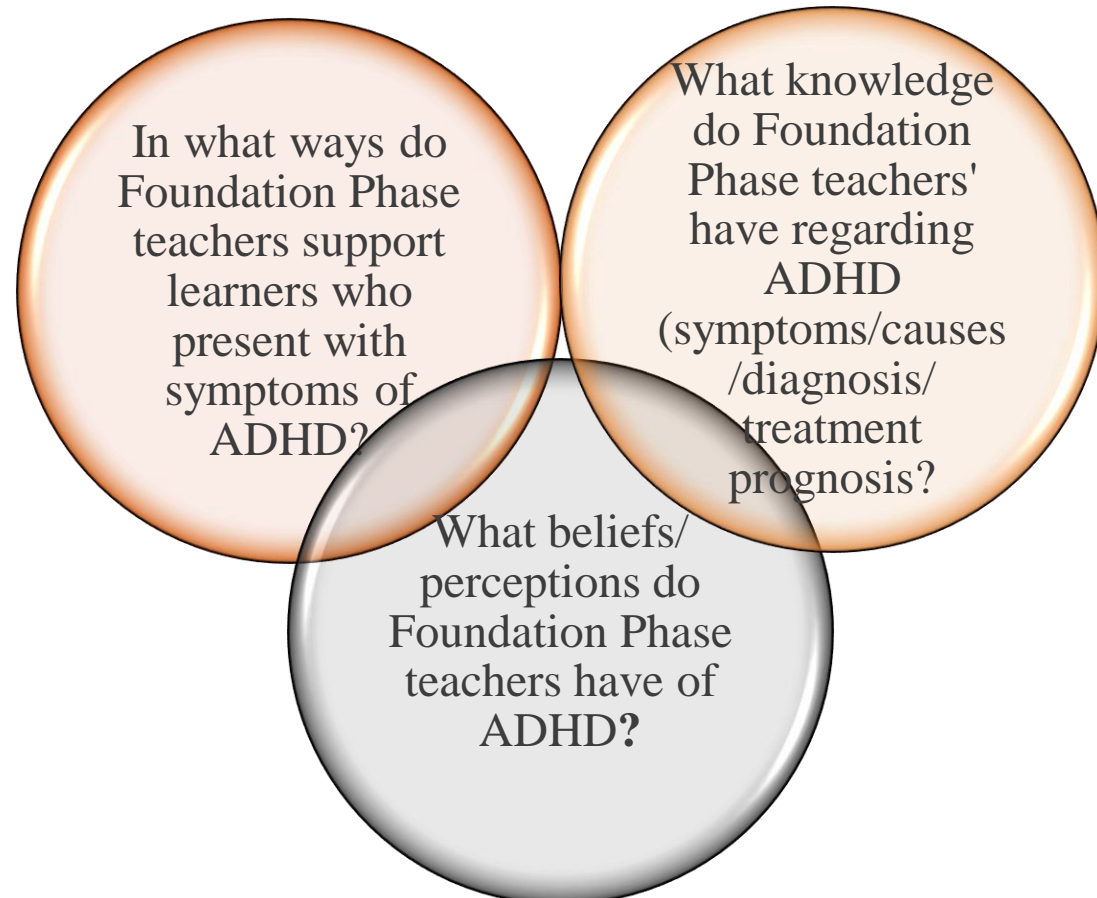 In what ways do
Foundation Phase
teachers support
learners who
present with
symptoms of
ADHD?
What knowledge
do Foundation
Phase teachers'
have regarding
ADHD
(symptoms/causes
/diagnosis/
treatment
prognosis?
What beliefs/
perceptions do
Foundation Phase
teachers have of
ADHD?